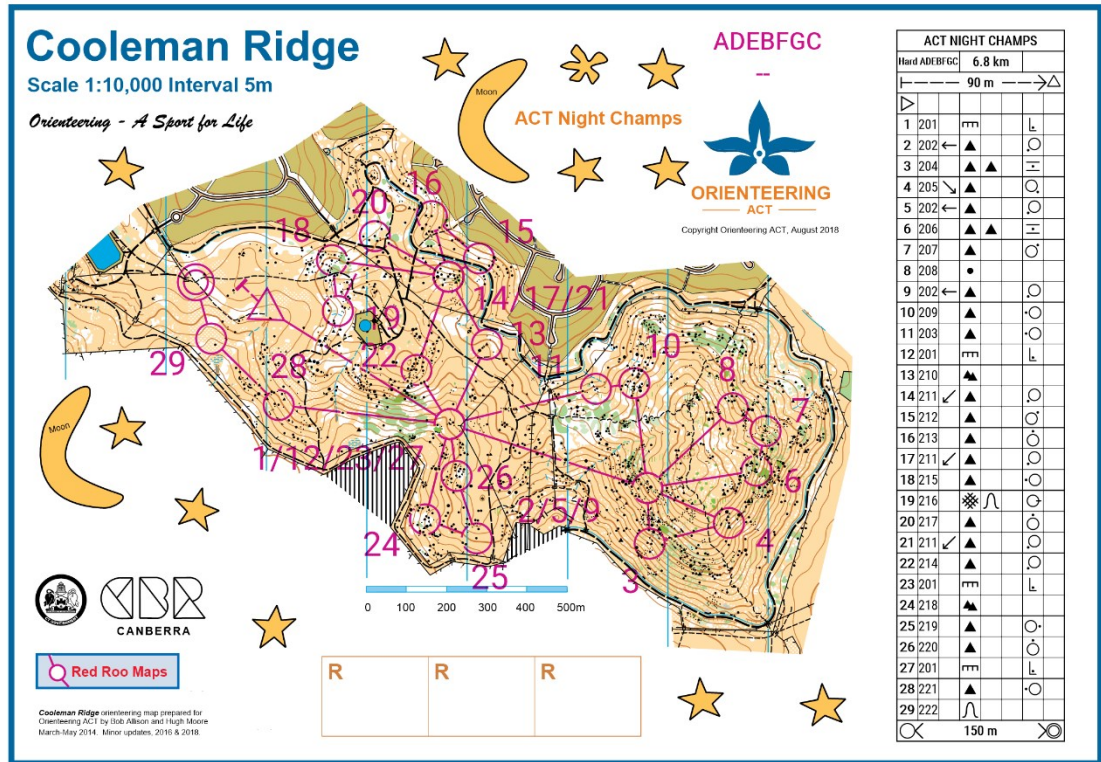 Cooleman Ridge
Scale 1:10,000 Interval 5m
Orienteering - A Sport for Life
Moon
ACT Night Champs
ADEBFGC
--
ORIENTEERING
ACT
Copyright Orienteering ACT, August 2018
16
20
18
15
14/17/21
19
13
22
11
10
8
7
29
28
1/12/23/27
26
2/5/9
6
24
25
4
3
Moon
0 100 200 300 400 500m
CBR
CANBERRA
Red Roo Maps
Cooleman Ridge orienteering map prepared for
Orienteering ACT by Bob Allison and Hugh Moore
March-May 2014. Minor updates, 2016 & 2018.
R R R
ACT NIGHT CHAMPS
Hard ADEBFGC 6.8 km
90 m
1 201
2 202
3 204
4 205
5 202
6 206
7 207
8 208
9 202
10 209
11 203
12 201
13 210
14 211
15 212
16 213
17 211
18 215
19 216
20 217
21 211
22 214
23 201
24 218
25 219
26 220
27 201
28 221
29 222
150 m